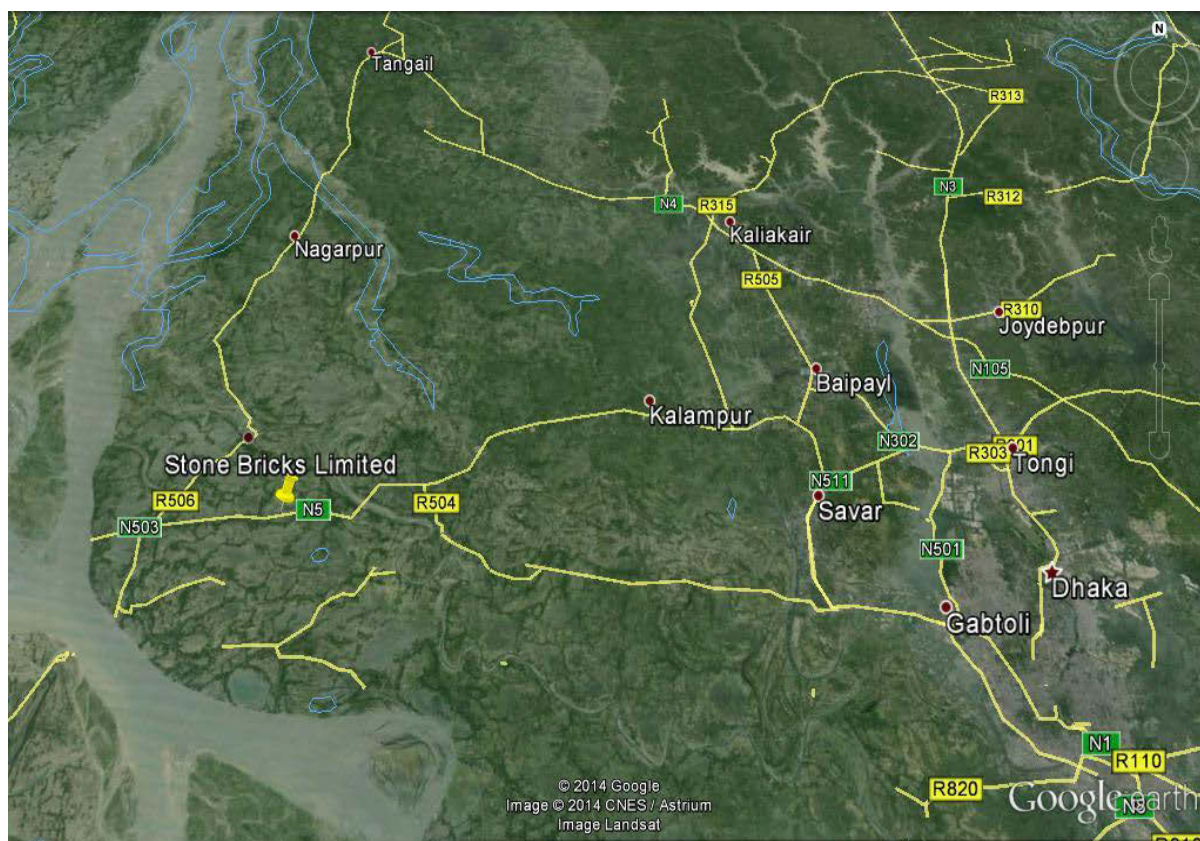 N
Tangail
R313
N3
R312
N4
R315
Kaliakair
Nagarpur
R505
R310
Joydebpur
N105
Baipayl
Kalampur
N302
R303
Tongi
Stone Bricks Limited
N511
Savar
R506
N5
R504
N503
N501
Dhaka
Gabtoli
N1
R110
R820
© 2014 Google
Image © 2014 CNES / Astrium
Image Landsat
Google earth
N8